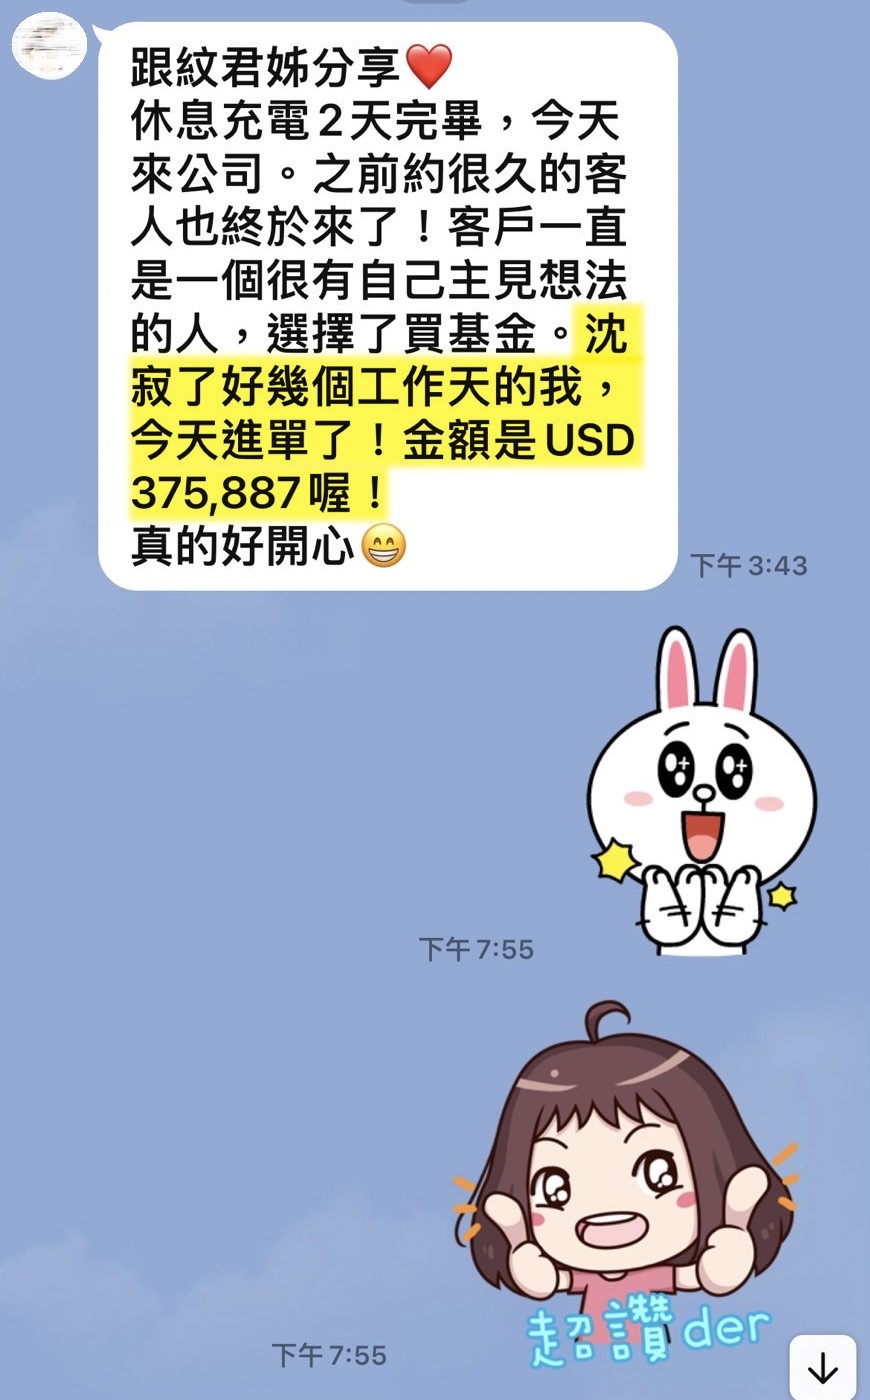 跟紋君姊分享❤️
休息充電2天完畢，今天
來公司。之前約很久的客
人也終於來了！客戶一直
是一個很有自己主見想法
的人，選擇了買基金。沈
寂了好幾個工作天的我，
今天進單了！金額是USD
375,887喔！
真的好開心😁
下午 3:43
下午 7:55
超讚der
下午 7:55